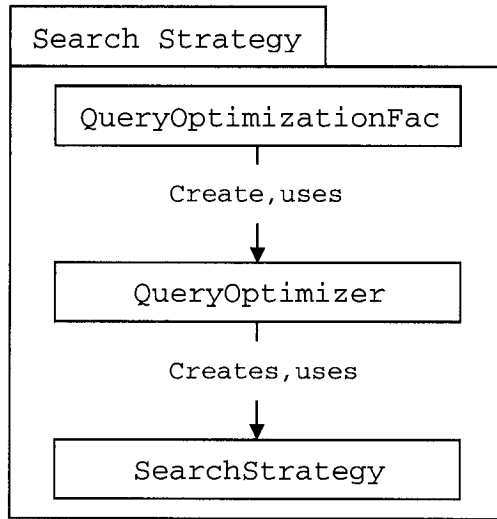 Search Strategy
QueryOptimizationFac
Create,uses
QueryOptimizer
Creates,uses
SearchStrategy